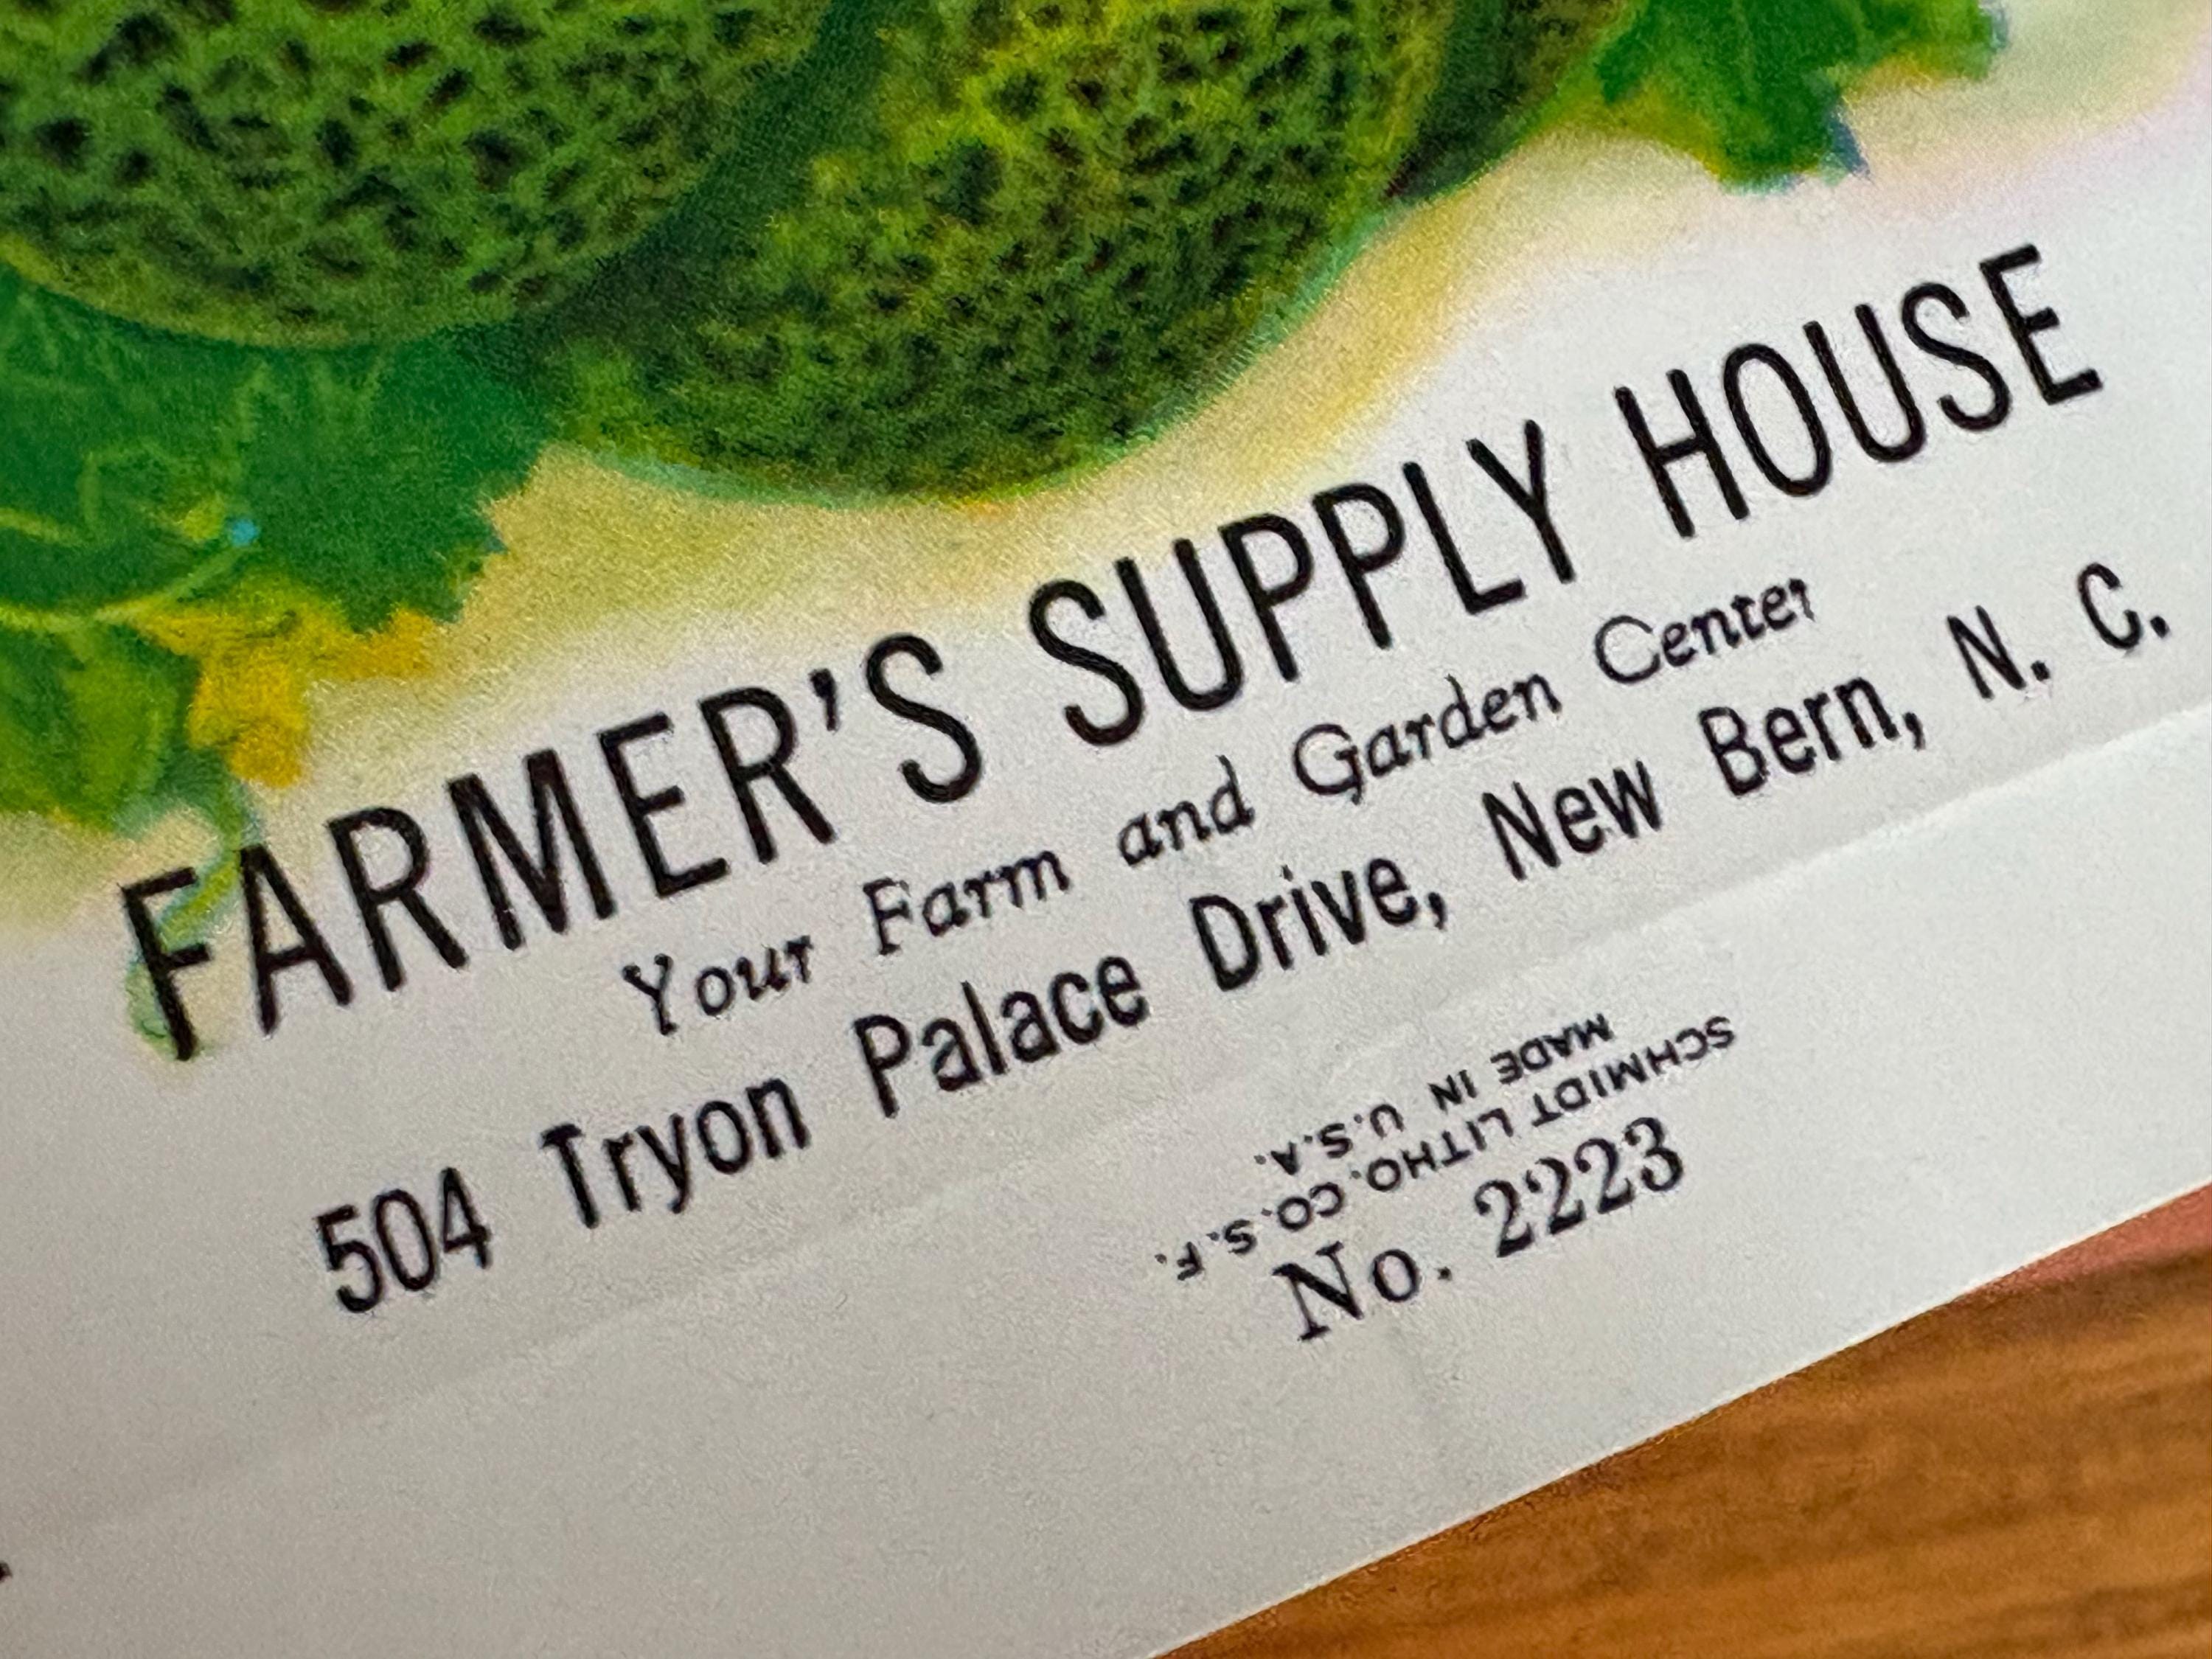 FARMER'S SUPPLY HOUSE
Your Farm and Garden Center
504 Tryon Palace Drive, New Bern, N. C.
SCHMIDT LITHO. CO. S. F.
MADE IN U.S.A.
No. 2223